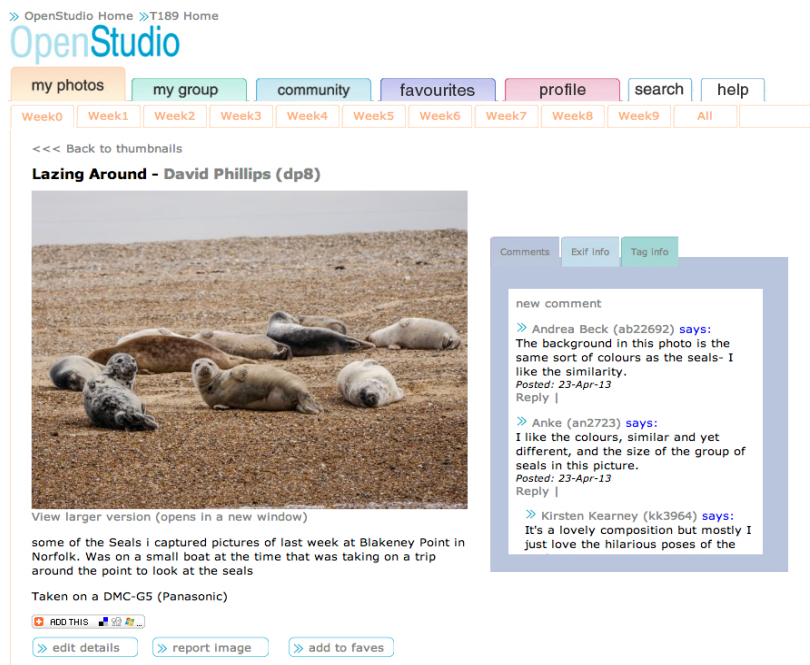 OpenStudio Home T189 Home
OpenStudio
my photos my group community favourites profile search help
Week0 Week1 Week2 Week3 Week4 Week5 Week6 Week7 Week8 Week9 All
<<< Back to thumbnails
Lazing Around - David Phillips (dp8)
View larger version (opens in a new window)
some of the Seals i captured pictures of last week at Blakeney Point in
Norfolk. Was on a small boat at the time that was taking on a trip
around the point to look at the seals
Taken on a DMC-G5 (Panasonic)
ADD THIS ...
edit details report image add to faves
Comments Exif info Tag info
new comment
Andrea Beck (ab22692) says:
The background in this photo is the
same sort of colours as the seals- I
like the similarity.
Posted: 23-Apr-13
Reply |
Anke (an2723) says:
I like the colours, similar and yet
different, and the size of the group of
seals in this picture.
Posted: 23-Apr-13
Reply |
Kirsten Kearney (kk3964) says:
It's a lovely composition but mostly I
just love the hilarious poses of the